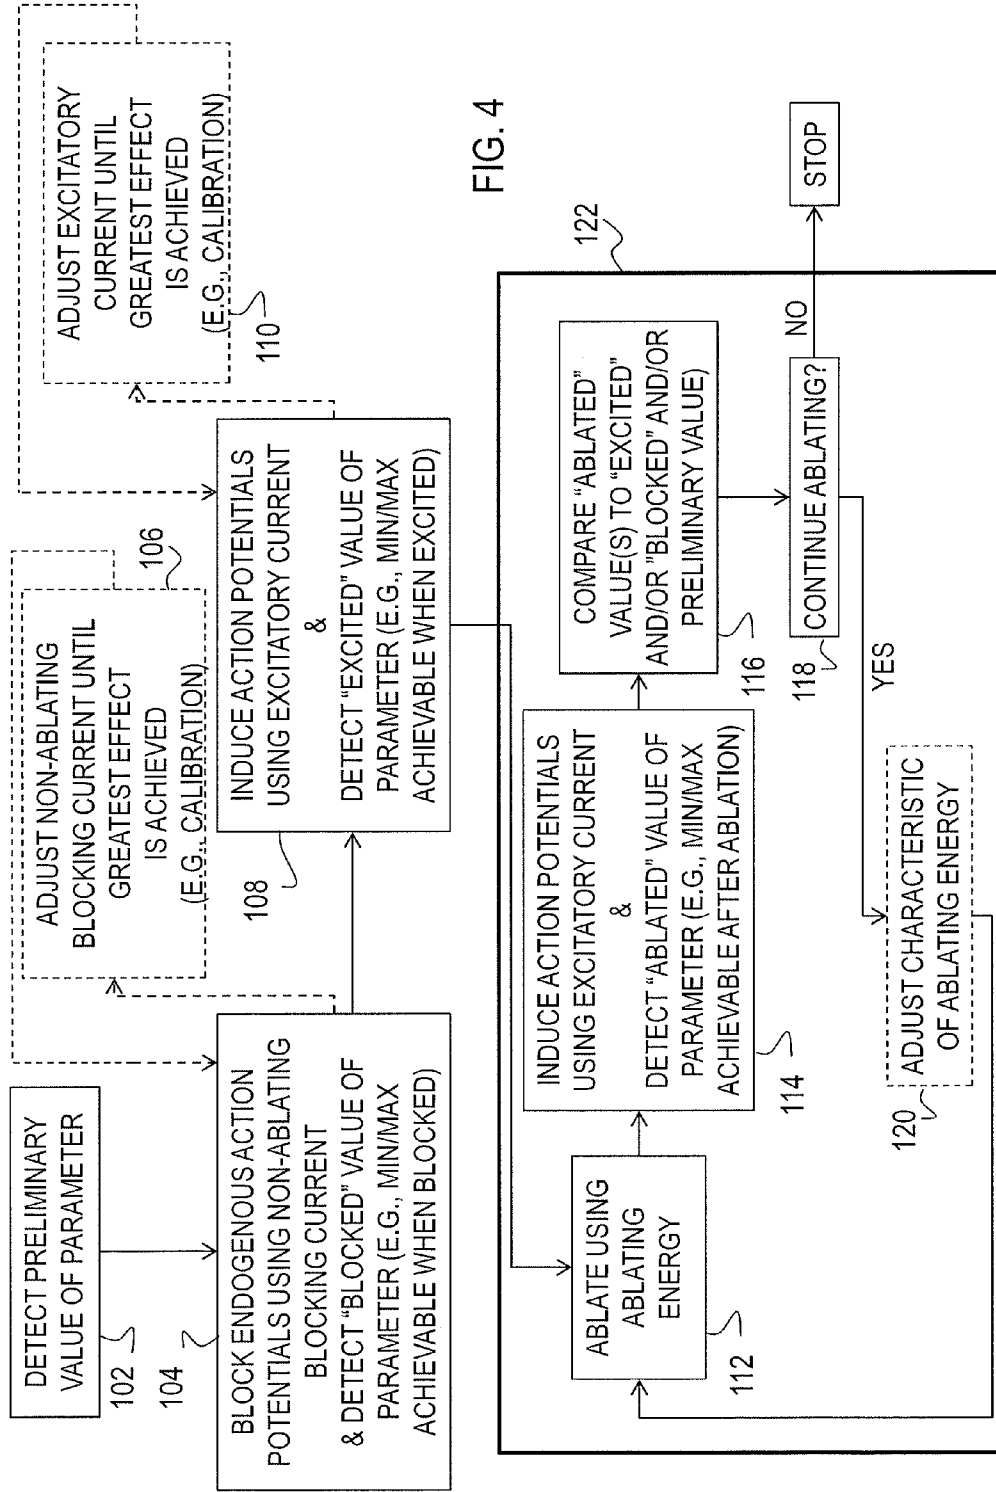 DETECT PRELIMINARY
VALUE OF PARAMETER
102
104
BLOCK ENDOGENOUS ACTION
POTENTIALS USING NON-ABLATING
BLOCKING CURRENT
& DETECT "BLOCKED" VALUE OF
PARAMETER (E.G., MIN/MAX
ACHIEVABLE WHEN BLOCKED)
ADJUST NON-ABLATING
BLOCKING CURRENT UNTIL
GREATEST EFFECT
IS ACHIEVED
(E.G., CALIBRATION)
106
108
INDUCE ACTION POTENTIALS
USING EXCITATORY CURRENT
&
DETECT "EXCITED" VALUE OF
PARAMETER (E.G., MIN/MAX
ACHIEVABLE WHEN EXCITED)
ADJUST EXCITATORY
CURRENT UNTIL
GREATEST EFFECT
IS ACHIEVED
(E.G., CALIBRATION)
110
FIG. 4
122
ABLATE USING
ABLATING
ENERGY
112
INDUCE ACTION POTENTIALS
USING EXCITATORY CURRENT
&
DETECT "ABLATED" VALUE OF
PARAMETER (E.G., MIN/MAX
ACHIEVABLE AFTER ABLATION)
114
COMPARE "ABLATED"
VALUE(S) TO "EXCITED"
AND/OR "BLOCKED" AND/OR
PRELIMINARY VALUE)
116
CONTINUE ABLATING?
118
NO
STOP
YES
ADJUST CHARACTERISTIC
OF ABLATING ENERGY
120